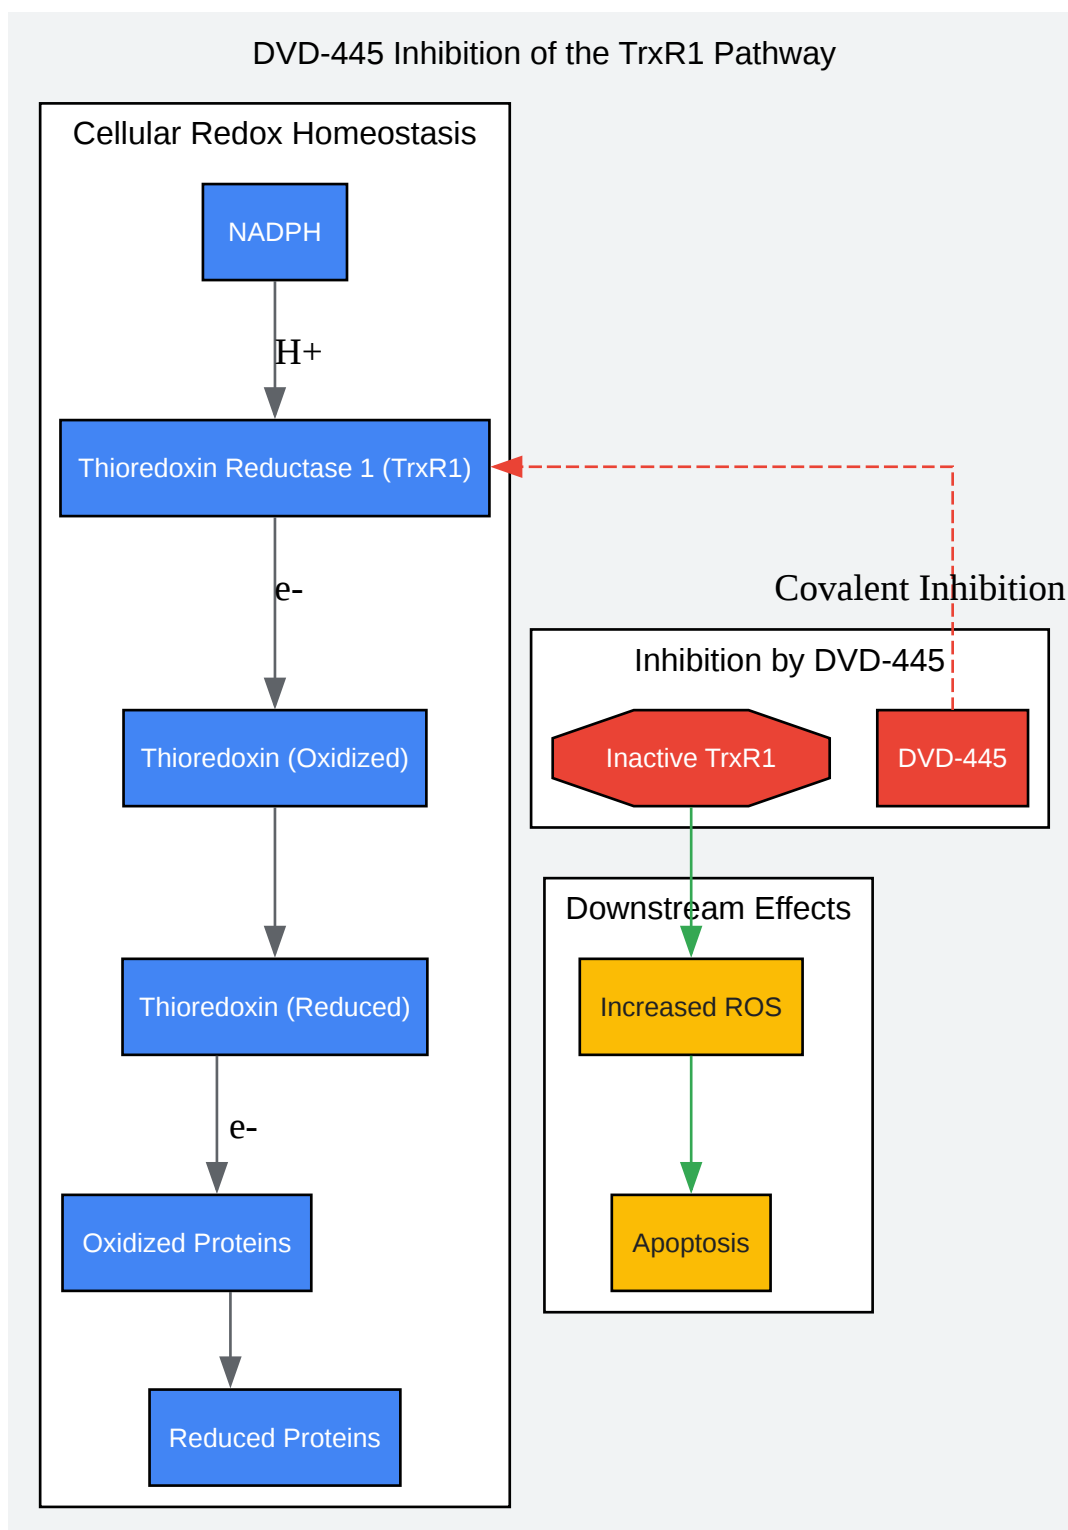 DVD-445 Inhibition of the TrxR1 Pathway
Cellular Redox Homeostasis
NADPH
H+
Thioredoxin Reductase 1 (TrxR1)
e-
Thioredoxin (Oxidized)
Thioredoxin (Reduced)
e-
Oxidized Proteins
Reduced Proteins
Covalent Inhibition
Inhibition by DVD-445
Inactive TrxR1
DVD-445
Downstream Effects
Increased ROS
Apoptosis